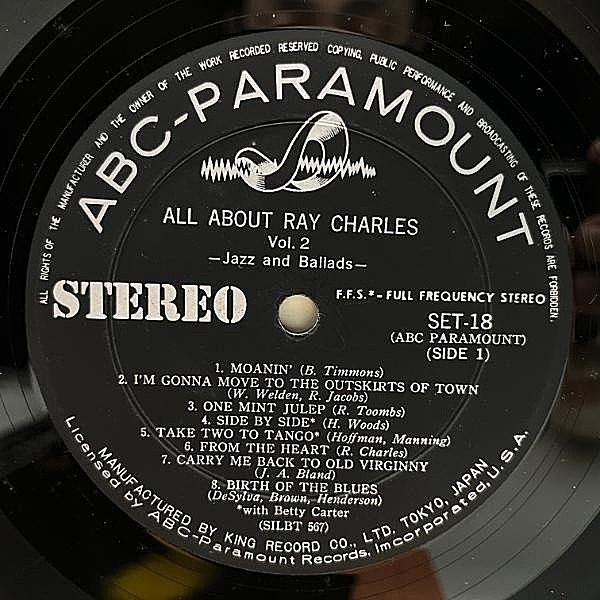 ALL RIGHTS OF THE MANUFACTURER AND THE OWNER OF THE WORK RECORDED RESERVED COPYING, PUBLIC PERFORMANCE AND BROADCASTING OF THESE RECORDS ARE FORBIDDEN.
ABC-PARAMOUNT
ALL ABOUT RAY CHARLES
Vol. 2
—Jazz and Ballads—
STEREO
F.F.S.*-FULL FREQUENCY STEREO
SET-18
(ABC PARAMOUNT)
(SIDE 1)
1. MOANIN' (B. Timmons)
2. I'M GONNA MOVE TO THE OUTSKIRTS OF TOWN
(W. Welden, R. Jacobs)
3. ONE MINT JULEP (R. Toombs)
4. SIDE BY SIDE* (H. Woods)
5. TAKE TWO TO TANGO* (Hoffman, Manning)
6. FROM THE HEART (R. Charles)
7. CARRY ME BACK TO OLD VIRGINNY
(J. A. Bland)
8. BIRTH OF THE BLUES
(DeSylva, Brown, Henderson)
*with Betty Carter
(SILBT 567)
MANUFACTURED BY KING RECORD CO., LTD. TOKYO, JAPAN
Licensed by ABC-Paramount Records, Incorporated, U.S.A.